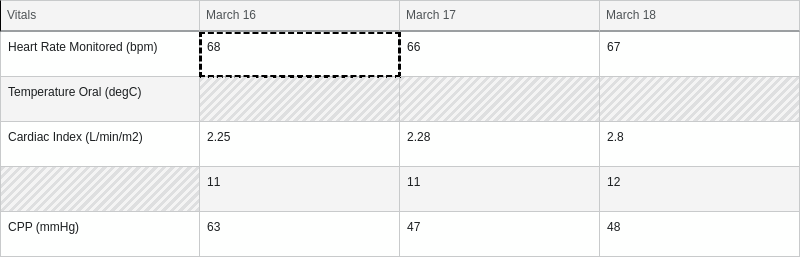 Vitals March 16 March 17 March 18
Heart Rate Monitored (bpm) 68 66 67
Temperature Oral (degC)
Cardiac Index (L/min/m2) 2.25 2.28 2.8
11 11 12
CPP (mmHg) 63 47 48